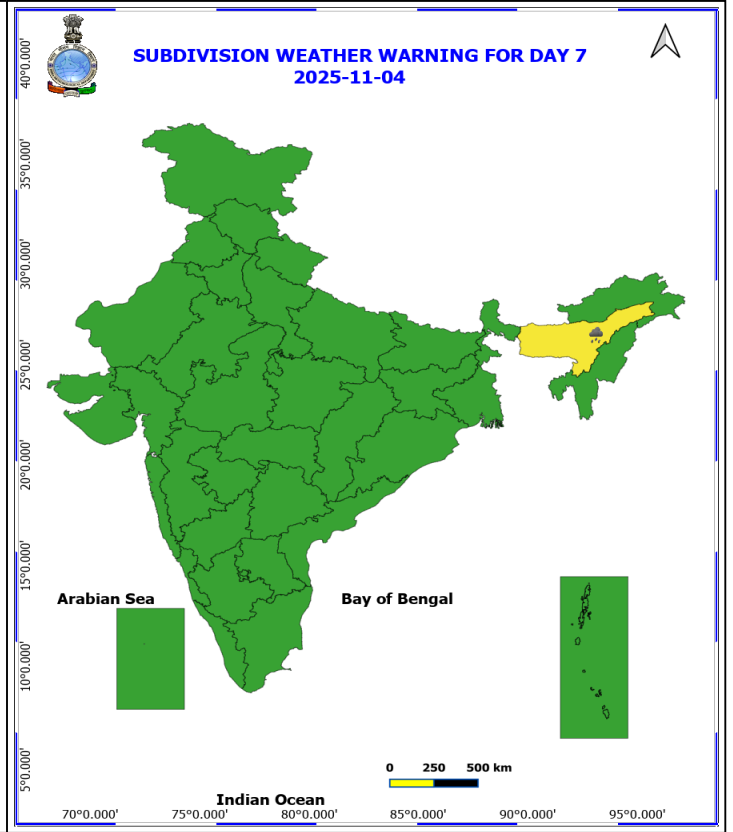 SUBDIVISION WEATHER WARNING FOR DAY 7
2025-11-04
40°0.000'
35°0.000'
30°0.000'
25°0.000'
20°0.000'
15°0.000'
10°0.000'
5°0.000'
Arabian Sea
Bay of Bengal
0 250 500 km
Indian Ocean
70°0.000' 75°0.000' 80°0.000' 85°0.000' 90°0.000' 95°0.000'